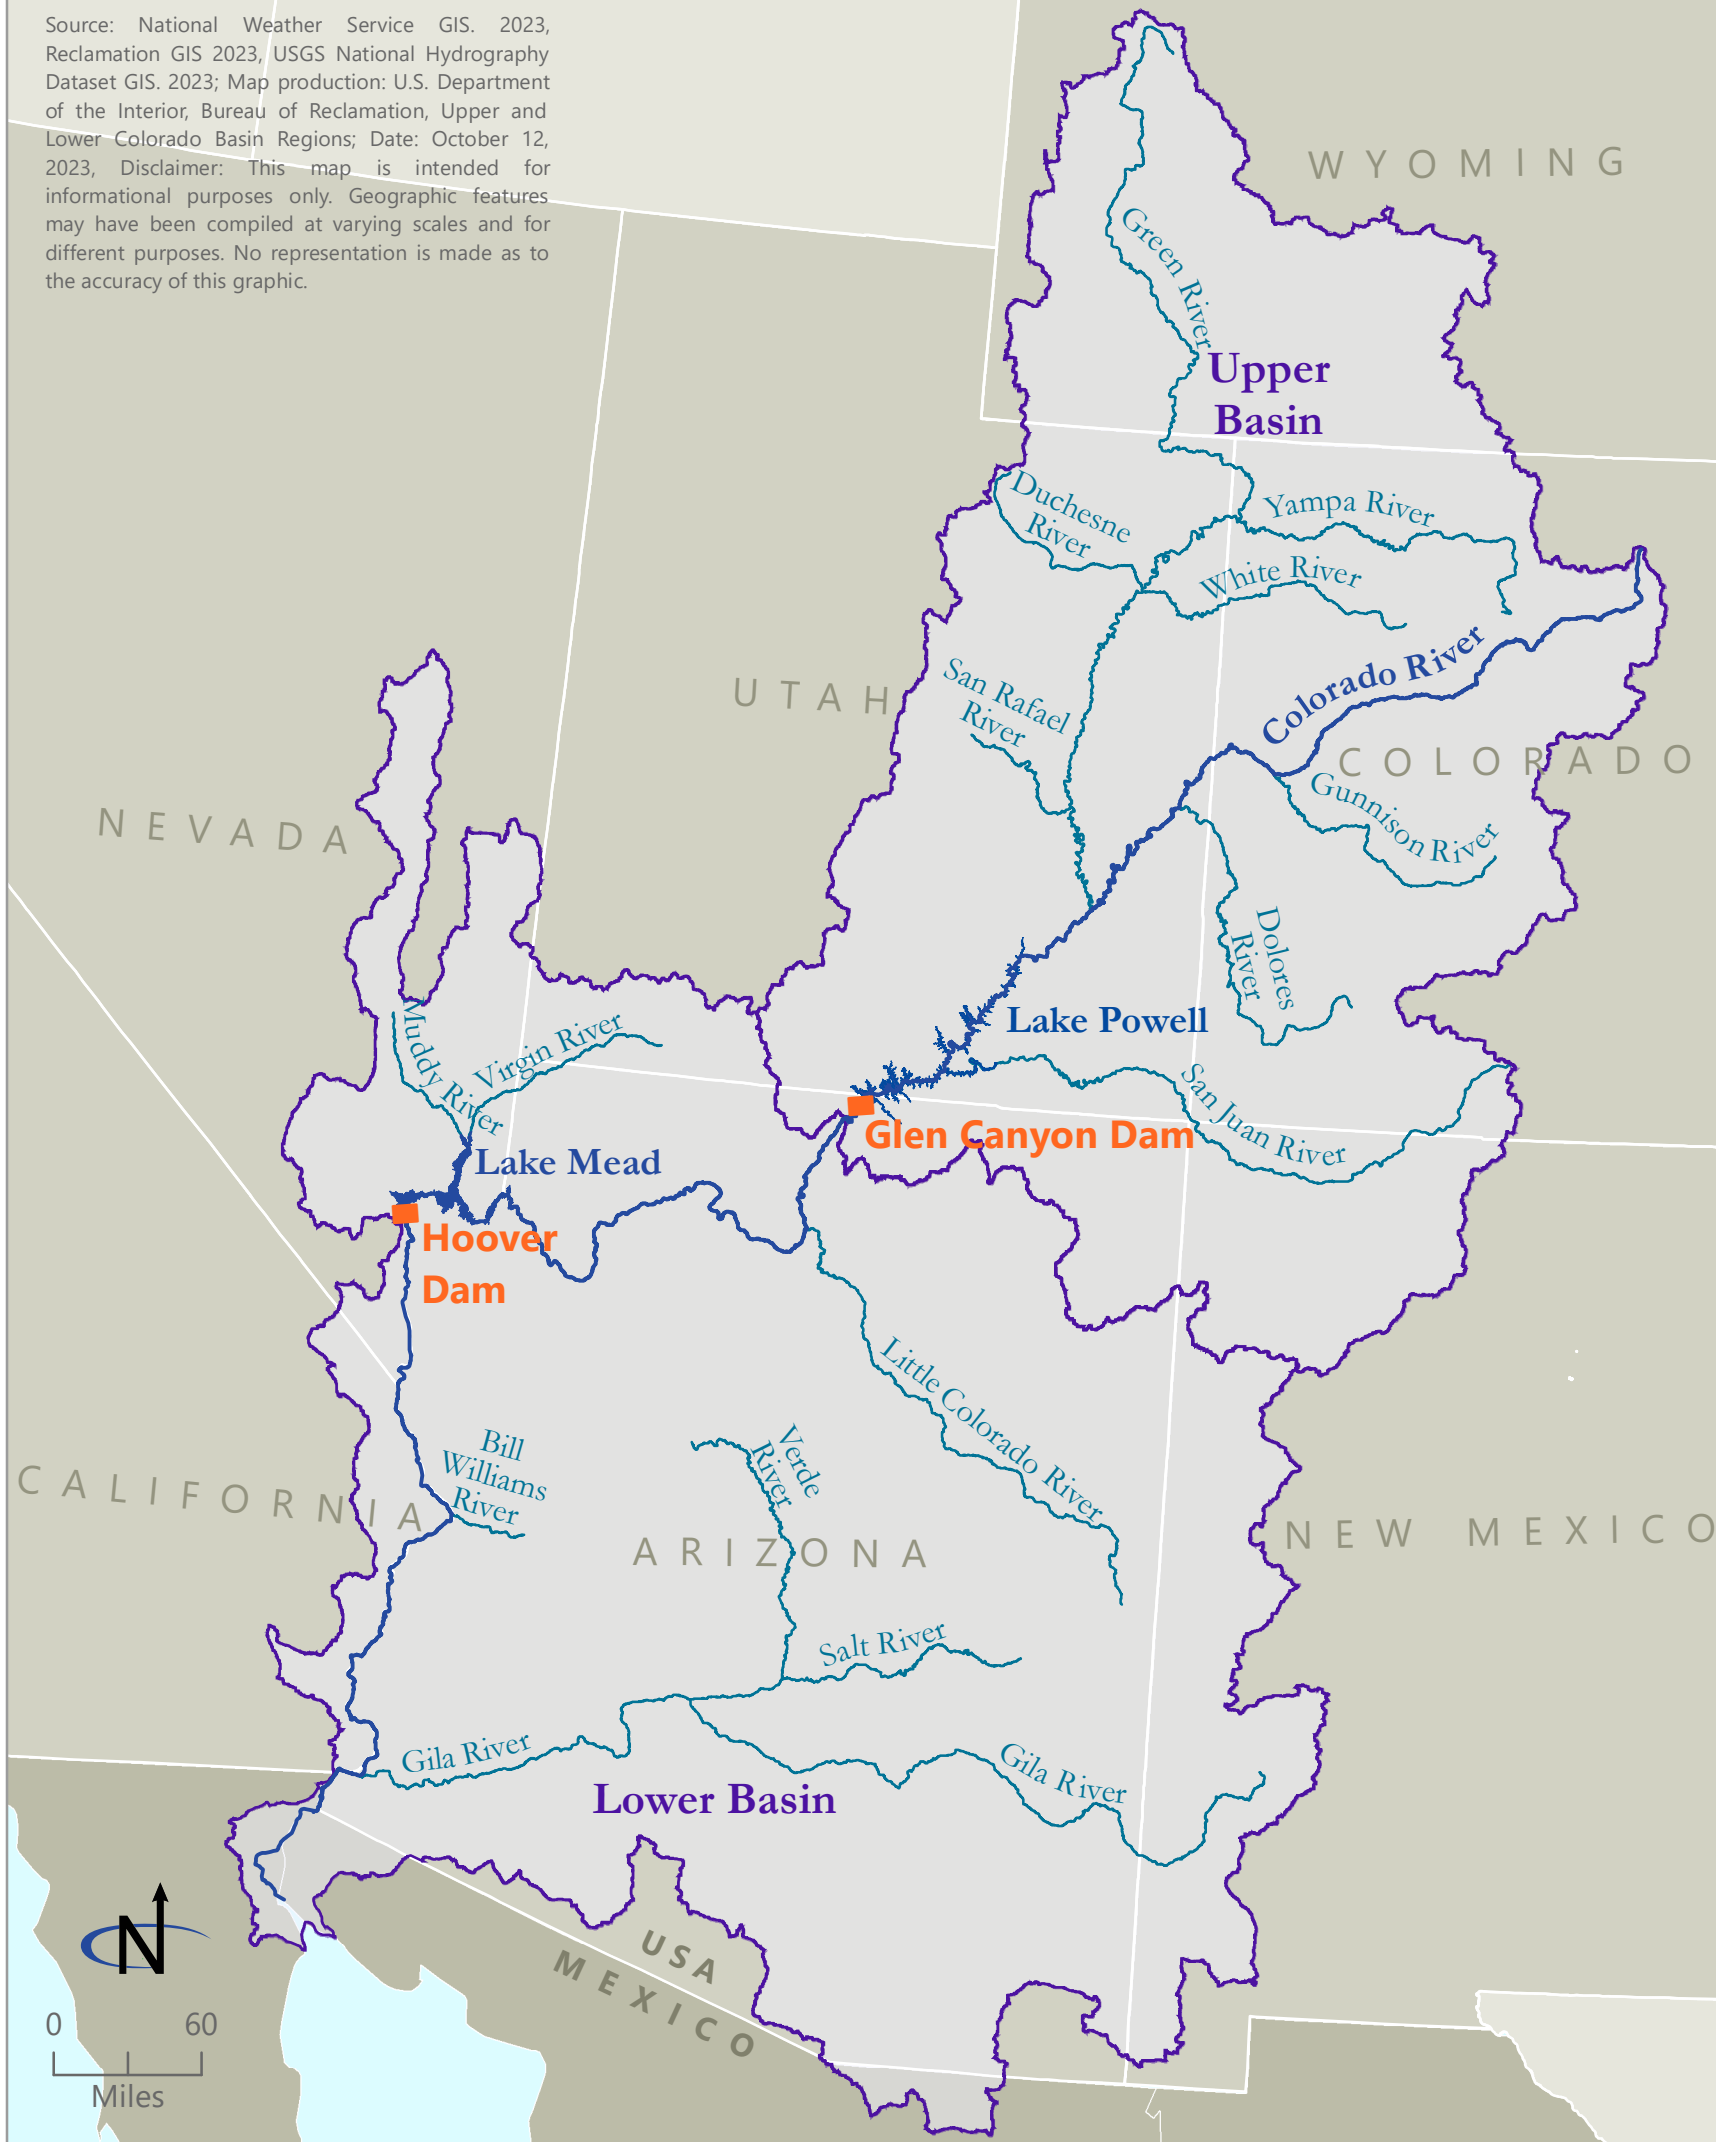 Source: National Weather Service GIS. 2023,
Reclamation GIS 2023, USGS National Hydrography
Dataset GIS. 2023; Map production: U.S. Department
of the Interior, Bureau of Reclamation, Upper and
Lower Colorado Basin Regions; Date: October 12,
2023, Disclaimer: This map is intended for
informational purposes only. Geographic features
may have been compiled at varying scales and for
different purposes. No representation is made as to
the accuracy of this graphic.
WYOMING
Green River
Upper
Basin
Duchesne
River
Yampa River
White River
Colorado River
San Rafael
River
UTAH
COLORADO
Gunnison River
NEVADA
Dolores
River
Lake Powell
Muddy River
Virgin River
San Juan River
Glen Canyon Dam
Lake Mead
Hoover
Dam
Little Colorado River
Bill
Williams
River
Verde
River
CALIFORNIA
ARIZONA
NEW MEXICO
Salt River
Gila River
Gila River
Lower Basin
USA
MEXICO
N
0 60
Miles